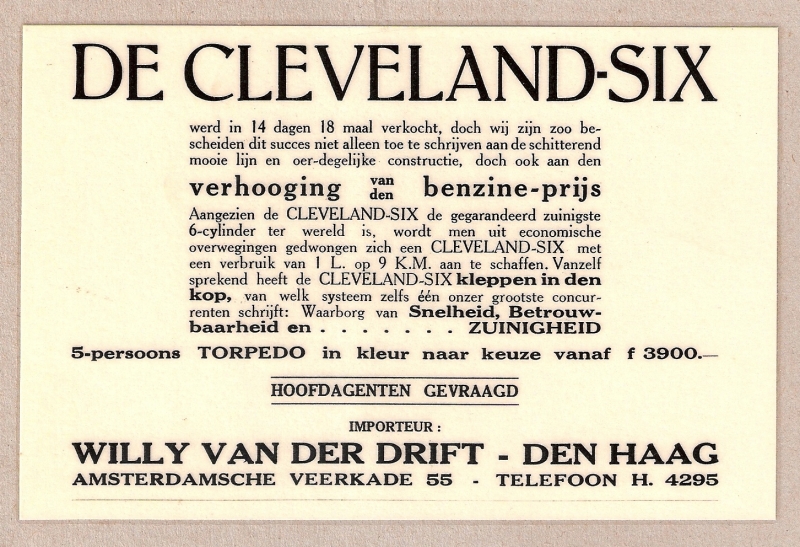 DE CLEVELAND-SIX
werd in 14 dagen 18 maal verkocht, doch wij zijn zoo be-
scheiden dit succes niet alleen toe te schrijven aan de schitterend
mooie lijn en oer-degelijke constructie, doch ook aan den
verhooging van den benzine-prijs
Aangezien de CLEVELAND-SIX de gegarandeerd zuinigste
6-cylinder ter wereld is, wordt men uit economische
overwegingen gedwongen zich een CLEVELAND-SIX met
een verbruik van 1 L. op 9 K.M. aan te schaffen. Vanzelf
sprekend heeft de CLEVELAND-SIX kleppen in den
kop, van welk systeem zelfs één onzer grootste concur-
renten schrijft: Waarborg van Snelheid, Betrouw-
baarheid en . . . . . . . ZUINIGHEID
5-persoons TORPEDO in kleur naar keuze vanaf f 3900.—
HOOFDAGENTEN GEVRAAGD
IMPORTEUR :
WILLY VAN DER DRIFT - DEN HAAG
AMSTERDAMSCHE VEERKADE 55 - TELEFOON H. 4295